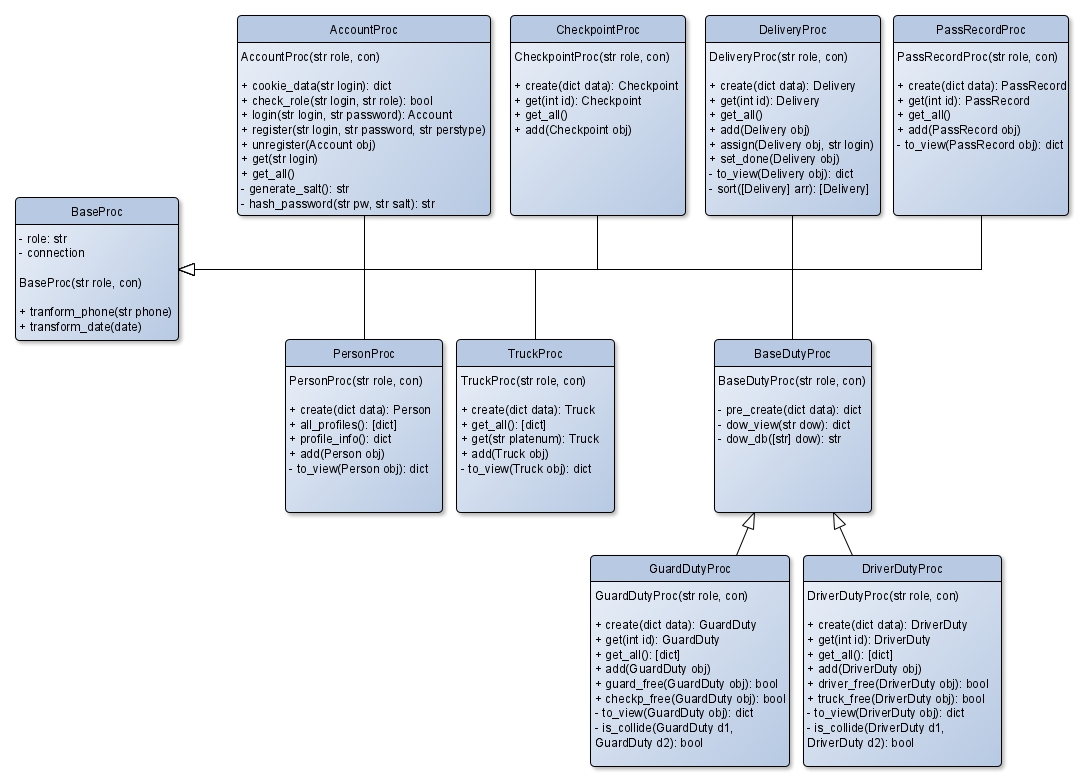 AccountProc
AccountProc(str role, con)
+ cookie_data(str login): dict
+ check_role(str login, str role): bool
+ login(str login, str password): Account
+ register(str login, str password, str perstype)
+ unregister(Account obj)
+ get(str login)
+ get_all()
- generate_salt(): str
- hash_password(str pw, str salt): str
CheckpointProc
CheckpointProc(str role, con)
+ create(dict data): Checkpoint
+ get(int id): Checkpoint
+ get_all()
+ add(Checkpoint obj)
DeliveryProc
DeliveryProc(str role, con)
+ create(dict data): Delivery
+ get(int id): Delivery
+ get_all()
+ add(Delivery obj)
+ assign(Delivery obj, str login)
+ set_done(Delivery obj)
- to_view(Delivery obj): dict
- sort([Delivery] arr): [Delivery]
PassRecordProc
PassRecordProc(str role, con)
+ create(dict data): PassRecord
+ get(int id): PassRecord
+ get_all()
+ add(PassRecord obj)
- to_view(PassRecord obj): dict
BaseProc
- role: str
- connection
BaseProc(str role, con)
+ tranform_phone(str phone)
+ transform_date(date)
PersonProc
PersonProc(str role, con)
+ create(dict data): Person
+ all_profiles(): [dict]
+ profile_info(): dict
+ add(Person obj)
- to_view(Person obj): dict
TruckProc
TruckProc(str role, con)
+ create(dict data): Truck
+ get_all(): [dict]
+ get(str platenum): Truck
+ add(Truck obj)
- to_view(Truck obj): dict
BaseDutyProc
BaseDutyProc(str role, con)
- pre_create(dict data): dict
- dow_view(str dow): dict
- dow_db([str] dow): str
GuardDutyProc
GuardDutyProc(str role, con)
+ create(dict data): GuardDuty
+ get(int id): GuardDuty
+ get_all(): [dict]
+ add(GuardDuty obj)
+ guard_free(GuardDuty obj): bool
+ checkp_free(GuardDuty obj): bool
- to_view(GuardDuty obj): dict
- is_collide(GuardDuty d1,
GuardDuty d2): bool
DriverDutyProc
DriverDutyProc(str role, con)
+ create(dict data): DriverDuty
+ get(int id): DriverDuty
+ get_all(): [dict]
+ add(DriverDuty obj)
+ driver_free(DriverDuty obj): bool
+ truck_free(DriverDuty obj): bool
- to_view(DriverDuty obj): dict
- is_collide(DriverDuty d1,
DriverDuty d2): bool